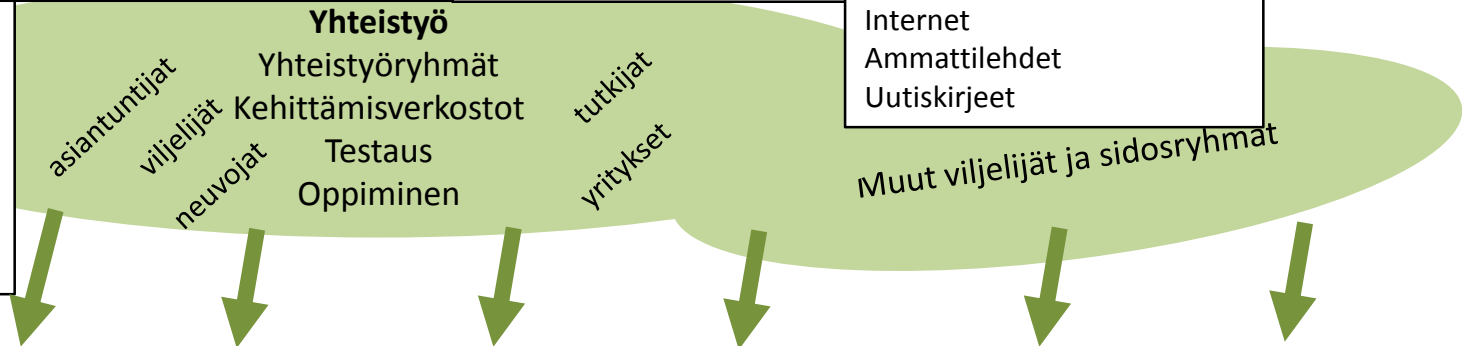 Yhteistyö
Yhteistyöryhmät
Kehittämisverkostot
Testaus
Oppiminen
asiantuntijat
viljelijät
neuvojat
tutkijat
yritykset
Internet
Ammattilehdet
Uutiskirjeet
Muut viljelijät ja sidosryhmät